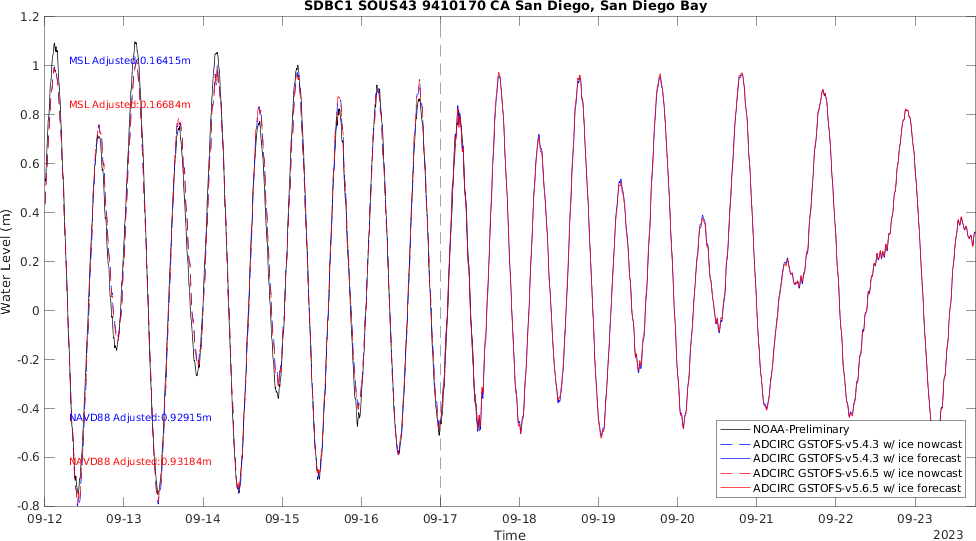 SDBC1 SOUS43 9410170 CA San Diego, San Diego Bay
1.2
1
0.8
0.6
0.4
0.2
0
-0.2
-0.4
-0.6
-0.8
Water Level (m)
MSL Adjusted:0.16415m
MSL Adjusted:0.16684m
NAVD88 Adjusted:0.92915m
NAVD88 Adjusted:0.93184m
NOAA-Preliminary
ADCIRC GSTOFS-v5.4.3 w/ ice nowcast
ADCIRC GSTOFS-v5.4.3 w/ ice forecast
ADCIRC GSTOFS-v5.6.5 w/ ice nowcast
ADCIRC GSTOFS-v5.6.5 w/ ice forecast
09-12 09-13 09-14 09-15 09-16 09-17 09-18 09-19 09-20 09-21 09-22 09-23
Time
2023